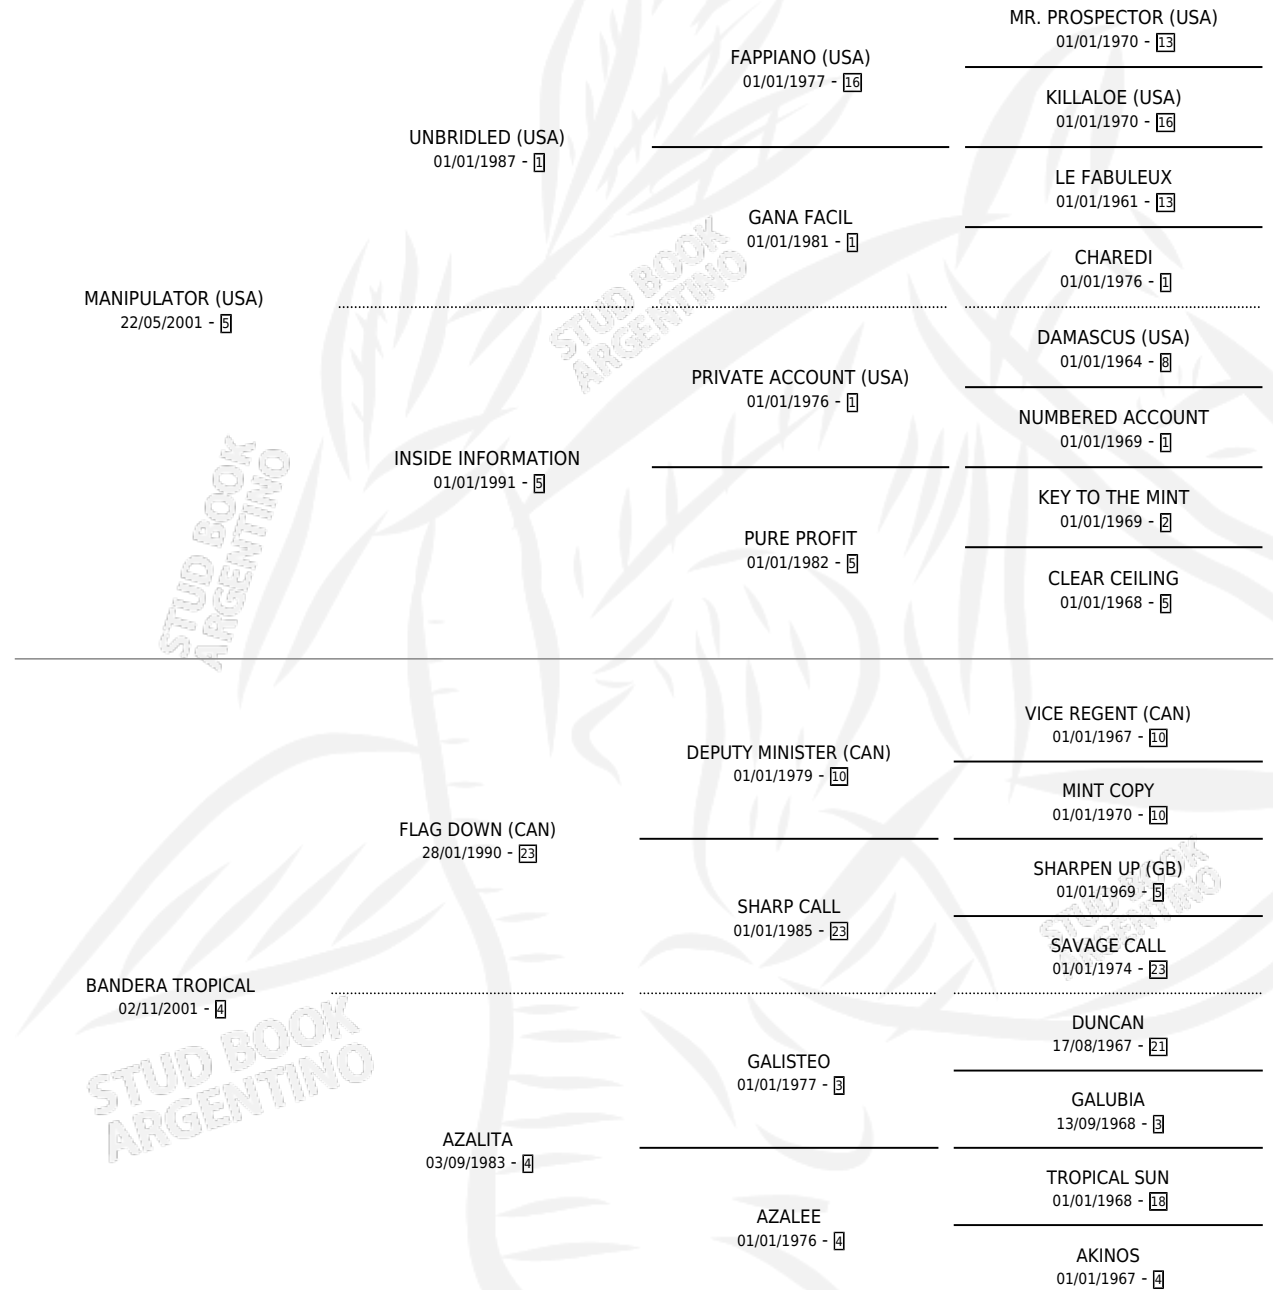 MR. PROSPECTOR (USA)
01/01/1970 - 13
FAPPIANO (USA)
01/01/1977 - 16
KILLALOE (USA)
01/01/1970 - 16
UNBRIDLED (USA)
01/01/1987 - 1
LE FABULEUX
01/01/1961 - 13
GANA FACIL
01/01/1981 - 1
CHAREDI
01/01/1976 - 1
MANIPULATOR (USA)
22/05/2001 - 5
DAMASCUS (USA)
01/01/1964 - 8
PRIVATE ACCOUNT (USA)
01/01/1976 - 1
NUMBERED ACCOUNT
01/01/1969 - 1
INSIDE INFORMATION
01/01/1991 - 5
KEY TO THE MINT
01/01/1969 - 2
PURE PROFIT
01/01/1982 - 5
CLEAR CEILING
01/01/1968 - 5
VICE REGENT (CAN)
01/01/1967 - 10
DEPUTY MINISTER (CAN)
01/01/1979 - 10
MINT COPY
01/01/1970 - 10
FLAG DOWN (CAN)
28/01/1990 - 23
SHARPEN UP (GB)
01/01/1969 - 5
SHARP CALL
01/01/1985 - 23
SAVAGE CALL
01/01/1974 - 23
BANDERA TROPICAL
02/11/2001 - 4
DUNCAN
17/08/1967 - 21
GALISTEO
01/01/1977 - 3
GALUBIA
13/09/1968 - 3
AZALITA
03/09/1983 - 4
TROPICAL SUN
01/01/1968 - 18
AZALEE
01/01/1976 - 4
AKINOS
01/01/1967 - 4
STUD BOOK
ARGENTINO
STUD BOOK
ARGENTINO
STUD BOOK
ARGENTINO
STUD BOOK
ARGENTINO